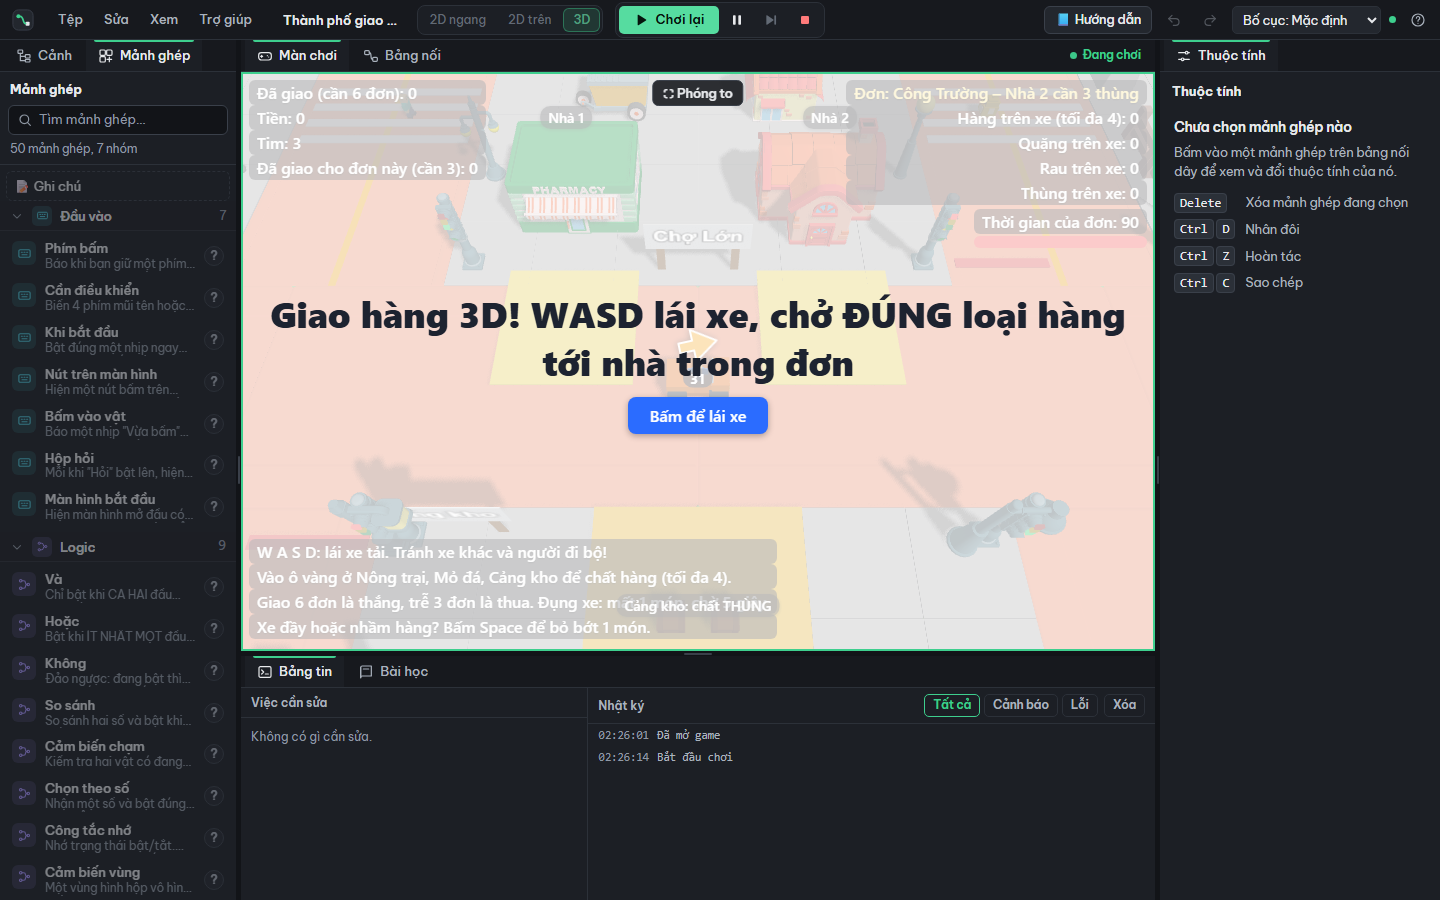 Tệp
Sửa
Xem
Trợ giúp
Thành phố giao ...
2D ngang
2D trên
3D
Chơi lại
Hướng dẫn
Bố cục: Mặc định
Cảnh
Mảnh ghép
Màn chơi
Bảng nối
Đang chơi
Thuộc tính
Mảnh ghép
Tìm mảnh ghép...
50 mảnh ghép, 7 nhóm
Ghi chú
Đầu vào
7
Phím bấm
Báo khi bạn giữ một phím...
?
Cần điều khiển
Biến 4 phím mũi tên hoặc...
?
Khi bắt đầu
Bật đúng một nhịp ngay...
?
Nút trên màn hình
Hiện một nút bấm trên...
?
Bấm vào vật
Báo một nhịp "Vừa bấm"...
?
Hộp hỏi
Mỗi khi "Hỏi" bật lên, hiện...
?
Màn hình bắt đầu
Hiện màn hình mở đầu có...
?
Logic
9
Và
Chỉ bật khi CẢ HAI đầu...
?
Hoặc
Bật khi ÍT NHẤT MỘT đầu...
?
Không
Đảo ngược: đang bật thì...
?
So sánh
So sánh hai số và bật khi...
?
Cảm biến chạm
Kiểm tra hai vật có đang...
?
Chọn theo số
Nhận một số và bật đúng...
?
Công tắc nhớ
Nhớ trạng thái bật/tắt....
?
Cảm biến vùng
Một vùng hình hộp vô hìn...
?
Đã giao (cần 6 đơn): 0
Tiền: 0
Tim: 3
Đã giao cho đơn này (cần 3): 0
Phóng to
Nhà 1
Nhà 2
Đơn: Công Trường – Nhà 2 cần 3 thùng
Hàng trên xe (tối đa 4): 0
Quặng trên xe: 0
Rau trên xe: 0
Thùng trên xe: 0
Thời gian của đơn: 90
PHARMACY
Chợ Lớn
Giao hàng 3D! WASD lái xe, chở ĐÚNG loại hàng
tới nhà trong đơn
31
Bấm để lái xe
W A S D: lái xe tải. Tránh xe khác và người đi bộ!
Vào ô vàng ở Nông trại, Mỏ đá, Cảng kho để chất hàng (tối đa 4).
Giao 6 đơn là thắng, trễ 3 đơn là thua. Đụng xe:
Cảng kho: chất THÙNG
Xe đầy hoặc nhầm hàng? Bấm Space để bỏ bớt 1 món.
Bảng tin
Bài học
Việc cần sửa
Không có gì cần sửa.
Nhật ký
Tất cả
Cảnh báo
Lỗi
Xóa
02:26:01 Đã mở game
02:26:14 Bắt đầu chơi
Thuộc tính
Chưa chọn mảnh ghép nào
Bấm vào một mảnh ghép trên bảng nối
dây để xem và đổi thuộc tính của nó.
Delete Xóa mảnh ghép đang chọn
Ctrl D Nhân đôi
Ctrl Z Hoàn tác
Ctrl C Sao chép